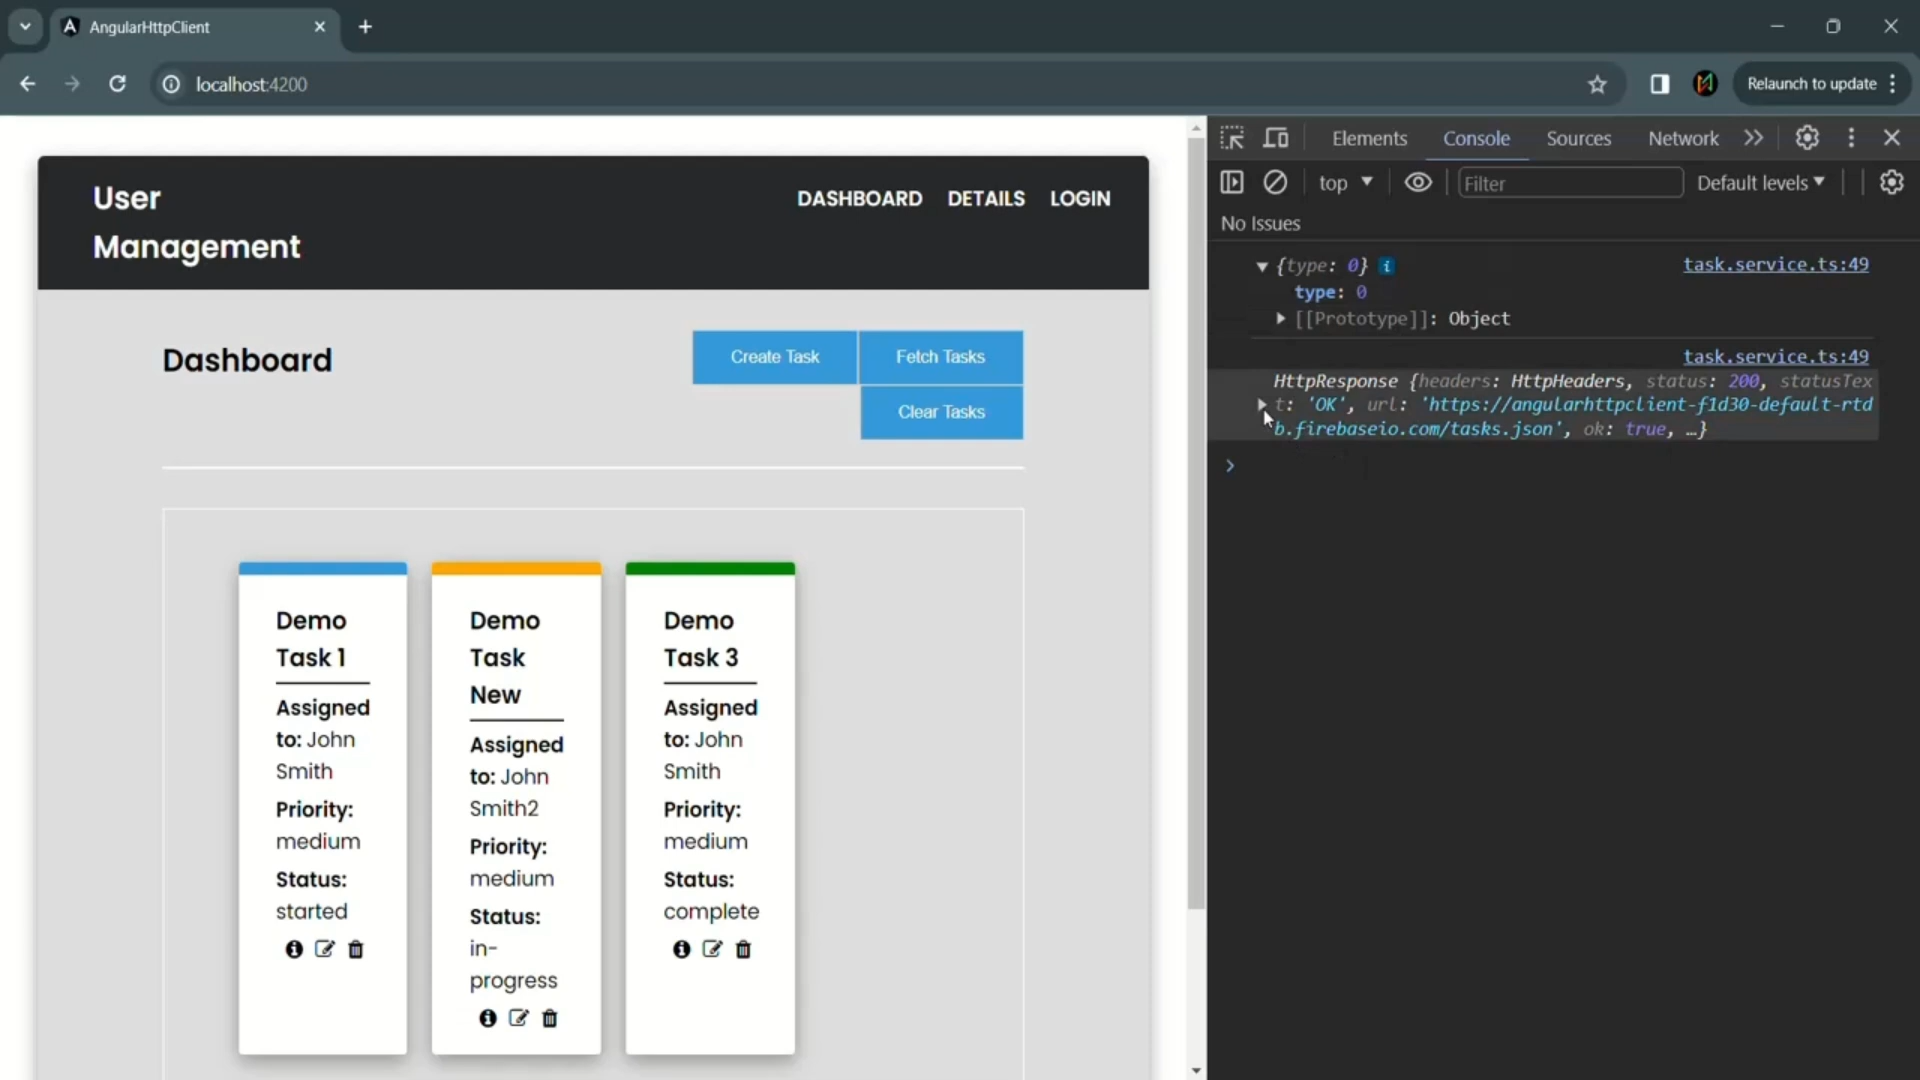 AngularHttpClient
localhost:4200
Relaunch to update
User
Management
DASHBOARD DETAILS LOGIN
Dashboard
Create Task
Fetch Tasks
Clear Tasks
Demo
Task 1
Assigned
to: John
Smith
Priority:
medium
Status:
started
Demo
Task
New
Assigned
to: John
Smith2
Priority:
medium
Status:
in-
progress
Demo
Task 3
Assigned
to: John
Smith
Priority:
medium
Status:
complete
Elements Console Sources Network
top Filter Default levels
No Issues
{type: 0} i task.service.ts:49
type: 0
[[Prototype]]: Object
task.service.ts:49
HttpResponse {headers: HttpHeaders, status: 200, statusTex
t: 'OK', url: 'https://angularhttpclient-f1d30-default-rtd
b.firebaseio.com/tasks.json', ok: true, …}